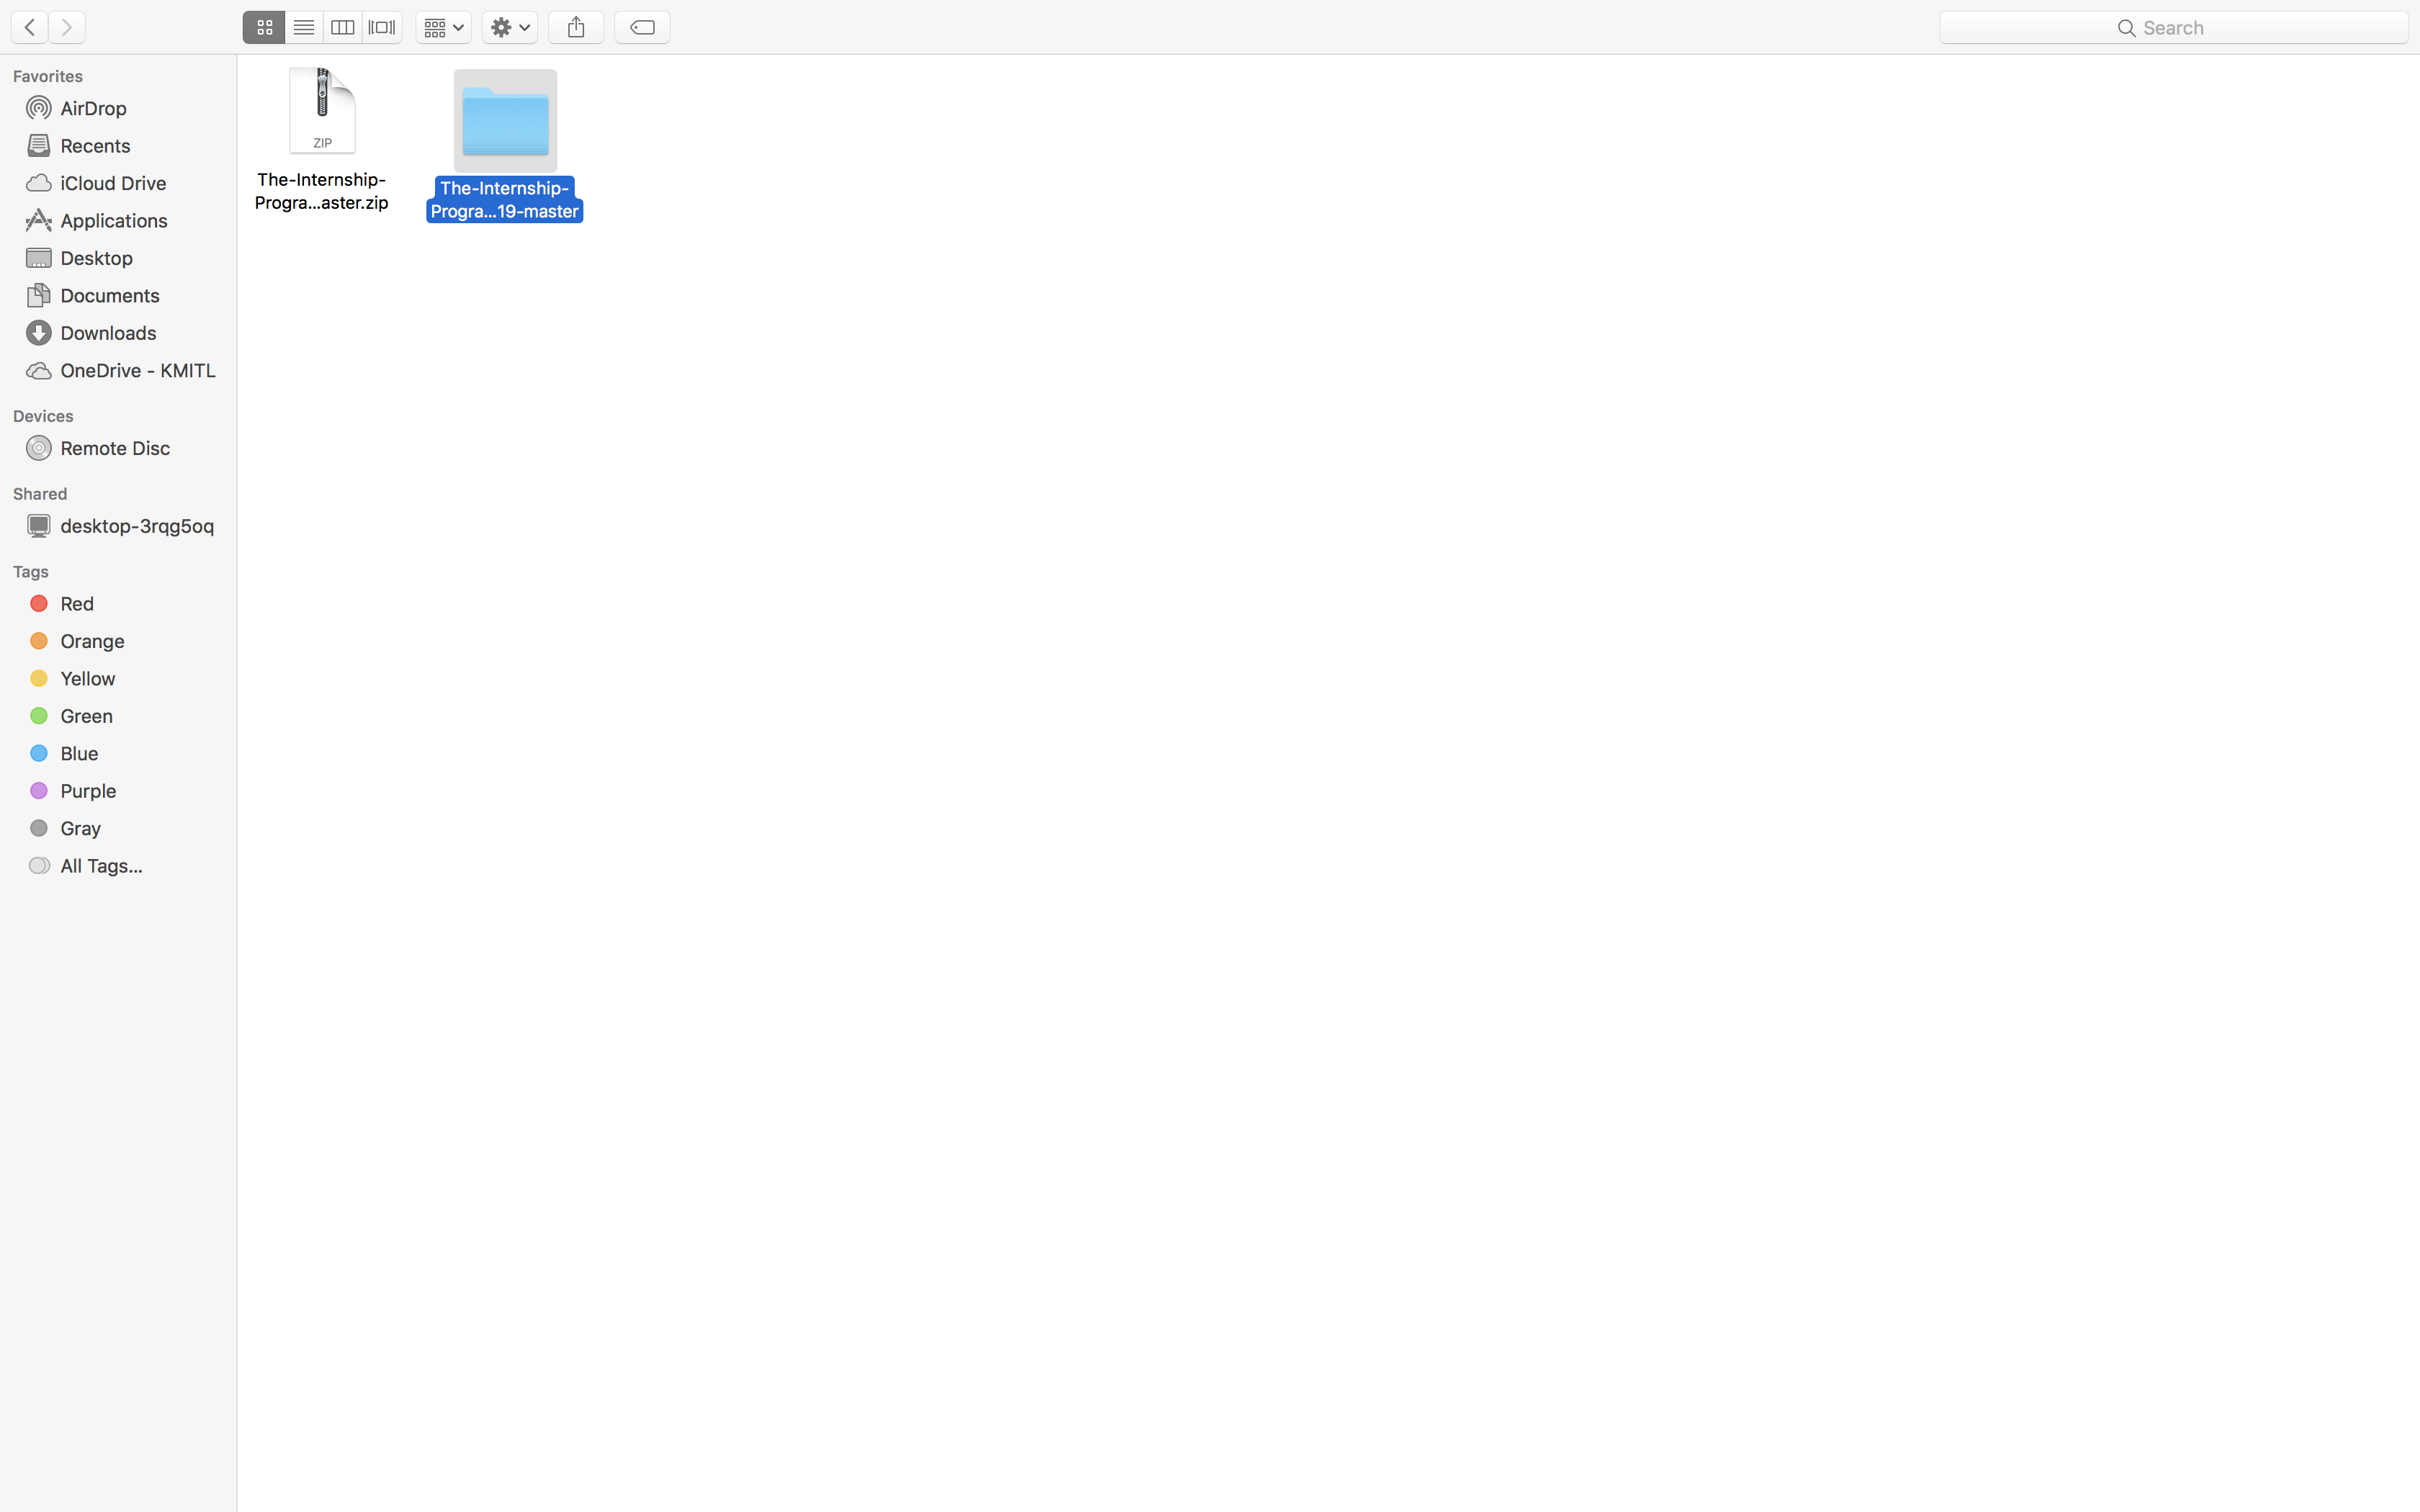 Search
Favorites
AirDrop
Recents
iCloud Drive
Applications
Desktop
Documents
Downloads
OneDrive - KMITL
Devices
Remote Disc
Shared
desktop-3rqg5oq
Tags
Red
Orange
Yellow
Green
Blue
Purple
Gray
All Tags...
ZIP
The-Internship-
Progra...aster.zip
The-Internship-
Progra...19-master